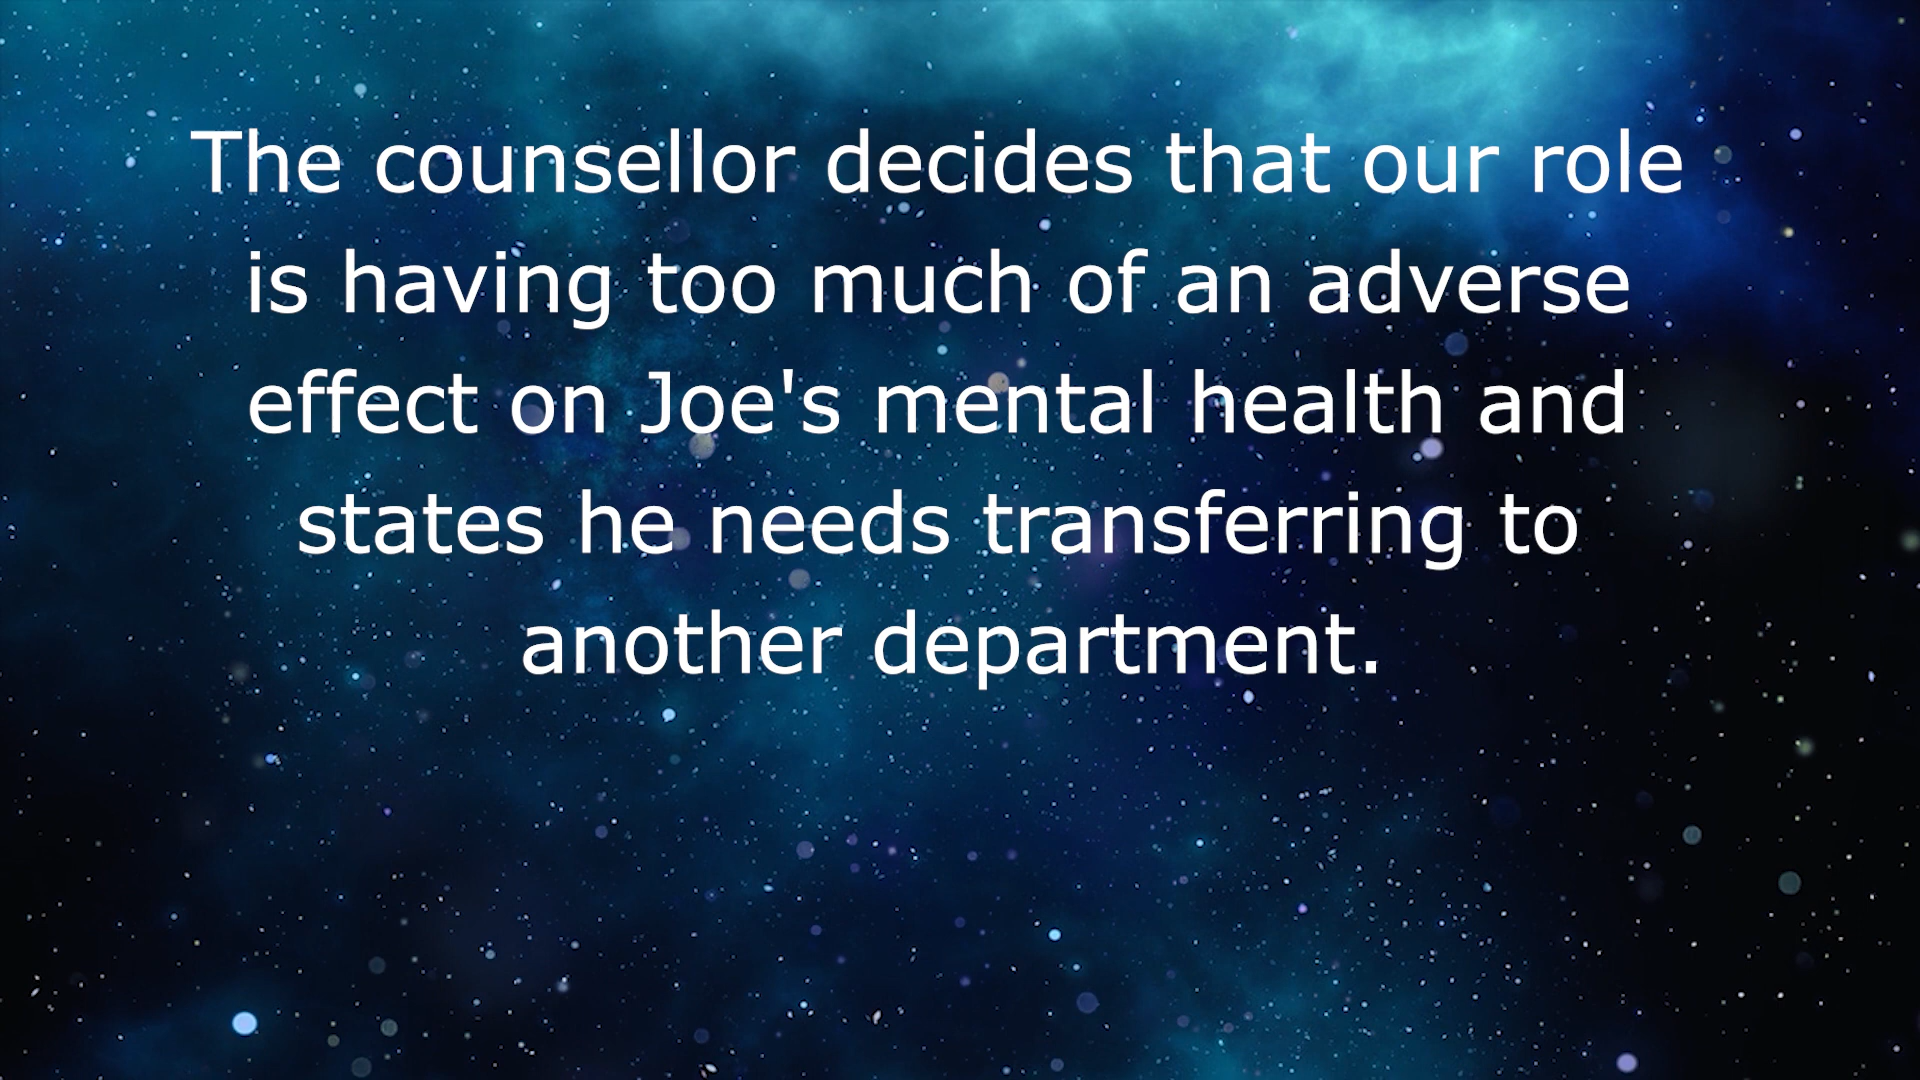 The counsellor decides that our role
is having too much of an adverse
effect on Joe's mental health and
states he needs transferring to
another department.